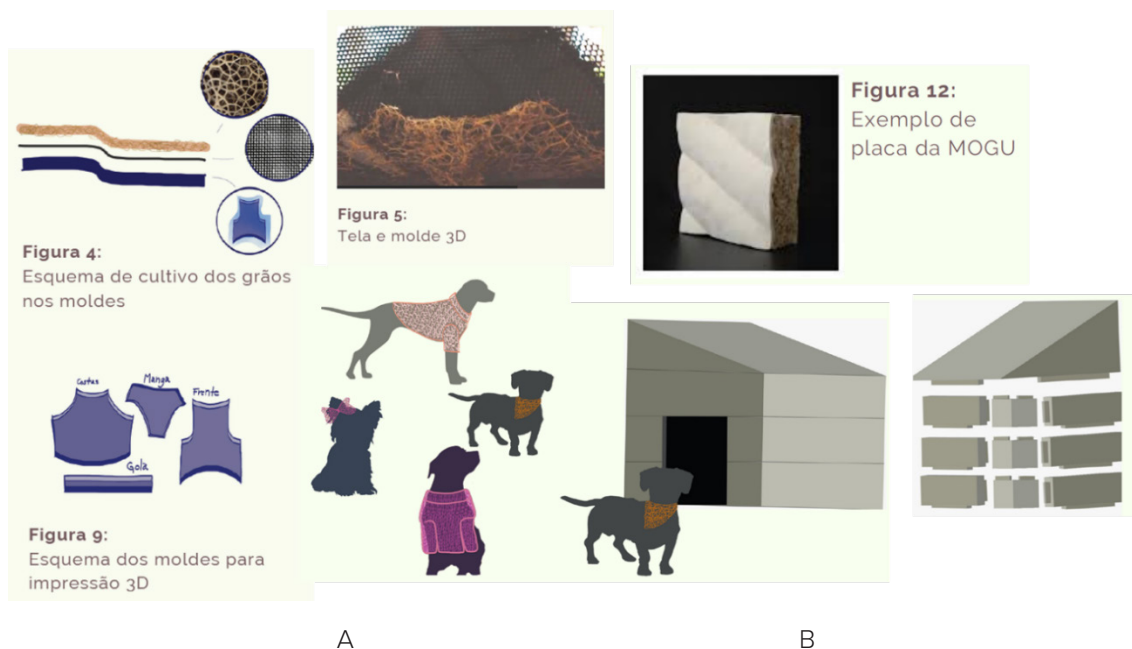 Figura 4:
Esquema de cultivo dos grãos
nos moldes
Figura 5:
Tela e molde 3D
Figura 12:
Exemplo de
placa da MOGU
Costas
Manga
Frente
Gola
Figura 9:
Esquema dos moldes para
impressão 3D
A
B